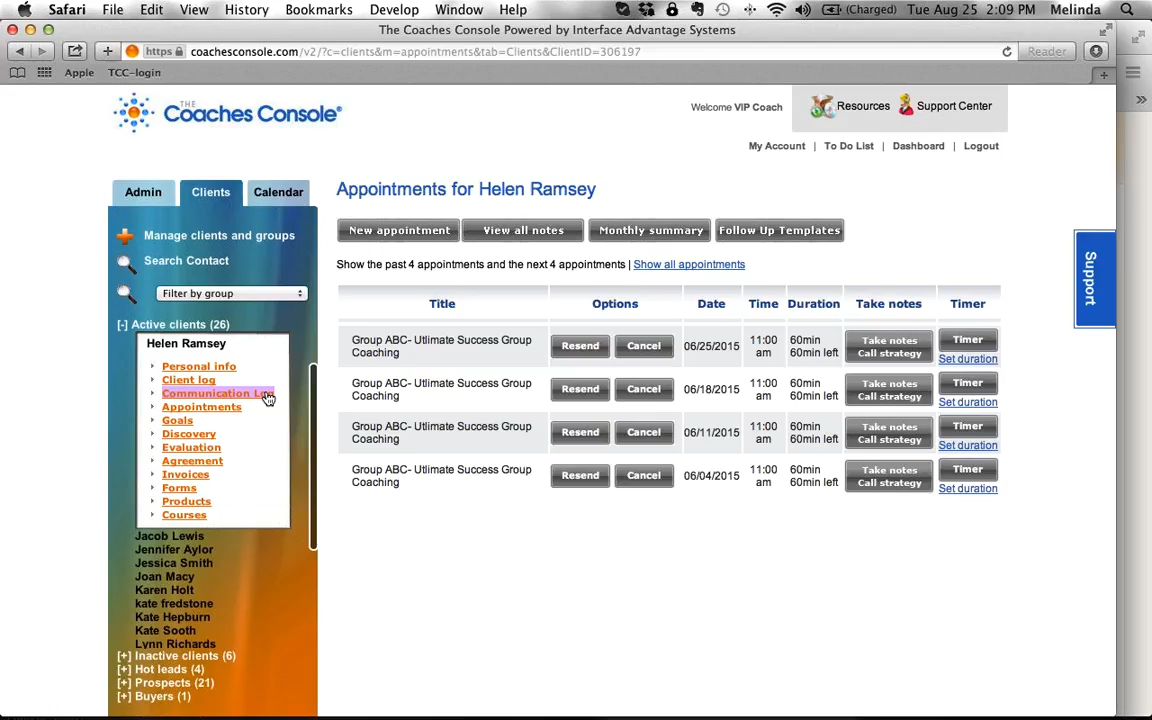 Safari File Edit View History Bookmarks Develop Window Help (Charged) Tue Aug 25 2:09 PM Melinda
The Coaches Console Powered by Interface Advantage Systems
https coachesconsole.com/v2/?c=clients&m=appointments&tab=Clients&ClientID=306197 Reader
Apple TCC-login
THE
Coaches Console®
Welcome VIP Coach Resources Support Center
My Account | To Do List | Dashboard | Logout
Admin Clients Calendar
Manage clients and groups
Search Contact
Filter by group
[-] Active clients (26)
Helen Ramsey
Personal info
Client log
Communication Log
Appointments
Goals
Discovery
Evaluation
Agreement
Invoices
Forms
Products
Courses
Jacob Lewis
Jennifer Aylor
Jessica Smith
Joan Macy
Karen Holt
kate fredstone
Kate Hepburn
Kate Sooth
Lynn Richards
[+] Inactive clients (6)
[+] Hot leads (4)
[+] Prospects (21)
[+] Buyers (1)
Appointments for Helen Ramsey
New appointment View all notes Monthly summary Follow Up Templates
Show the past 4 appointments and the next 4 appointments | Show all appointments
Title Options Date Time Duration Take notes Timer
Group ABC- Utlimate Success Group Coaching Resend Cancel 06/25/2015 11:00 am 60min 60min left Take notes Call strategy Timer Set duration
Group ABC- Utlimate Success Group Coaching Resend Cancel 06/18/2015 11:00 am 60min 60min left Take notes Call strategy Timer Set duration
Group ABC- Utlimate Success Group Coaching Resend Cancel 06/11/2015 11:00 am 60min 60min left Take notes Call strategy Timer Set duration
Group ABC- Utlimate Success Group Coaching Resend Cancel 06/04/2015 11:00 am 60min 60min left Take notes Call strategy Timer Set duration
Support